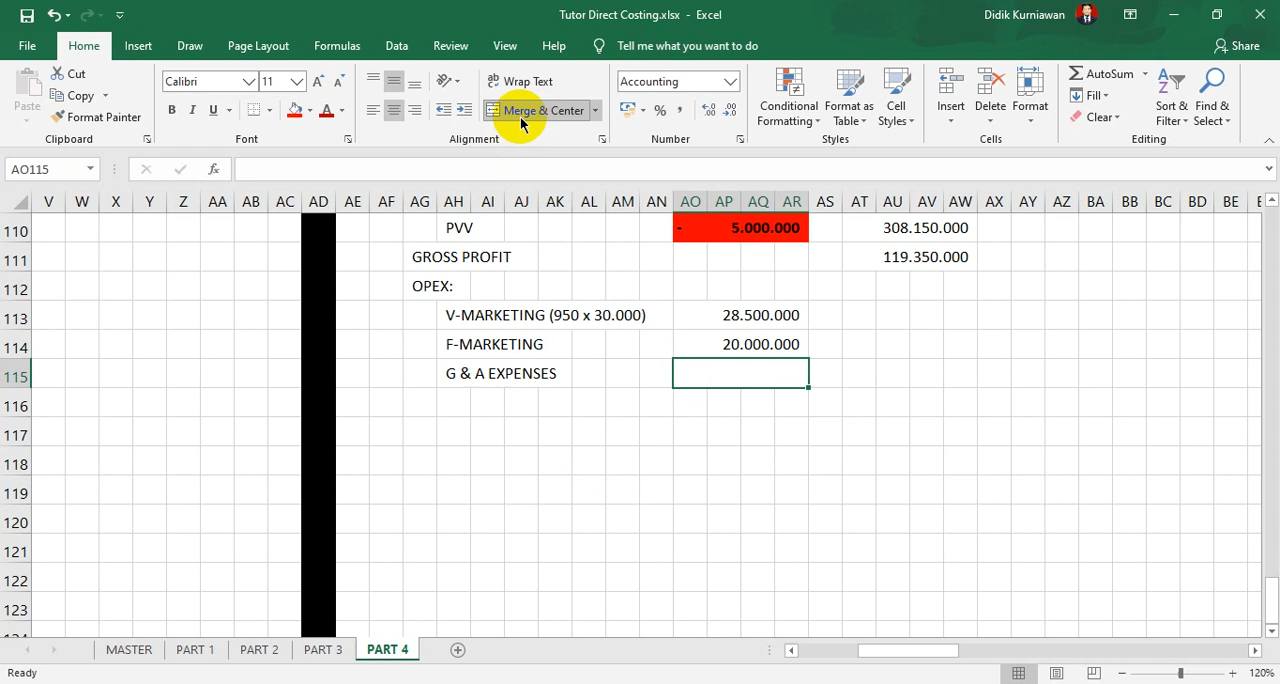 Tutor Direct Costing.xlsx - Excel
Didik Kurniawan
File Home Insert Draw Page Layout Formulas Data Review View Help Tell me what you want to do Share
Paste Cut Copy Format Painter Clipboard
Calibri 11 B I U A Font
Wrap Text Merge & Center Alignment
Accounting % , Number
Conditional Formatting Format as Table Cell Styles Styles
Insert Delete Format Cells
AutoSum Fill Clear Sort & Filter Find & Select Editing
AO115 fx
V W X Y Z AA AB AC AD AE AF AG AH AI AJ AK AL AM AN AO AP AQ AR AS AT AU AV AW AX AY AZ BA BB BC BD BE
110 PVV - 5.000.000 308.150.000
111 GROSS PROFIT 119.350.000
112 OPEX:
113 V-MARKETING (950 x 30.000) 28.500.000
114 F-MARKETING 20.000.000
115 G & A EXPENSES
116
117
118
119
120
121
122
123
MASTER PART 1 PART 2 PART 3 PART 4
Ready 120%